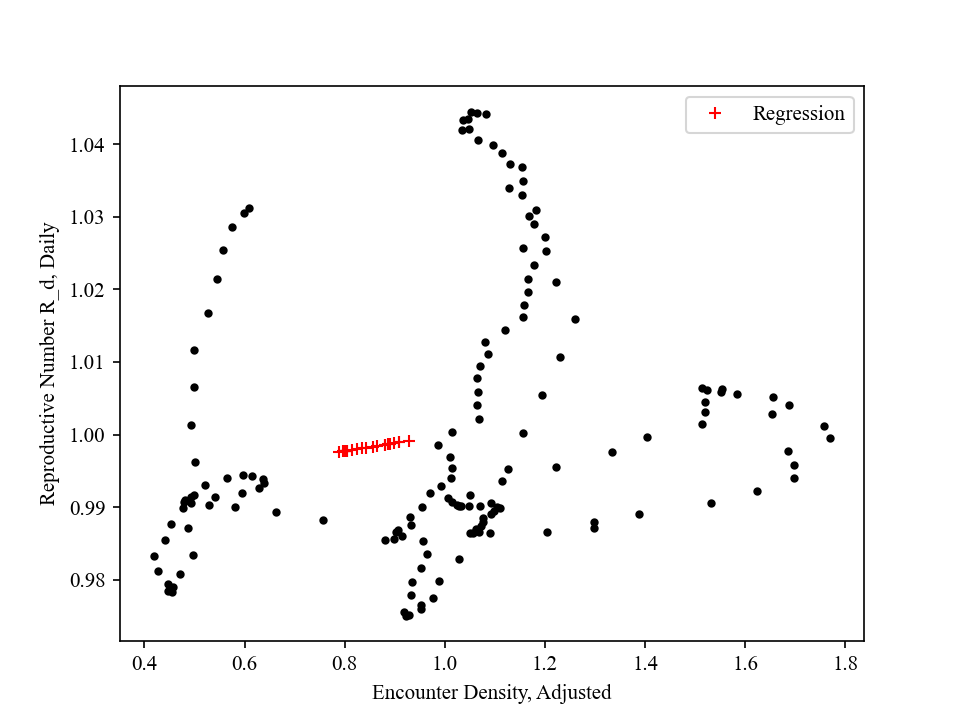 Regression
1.04
1.03
1.02
1.01
1.00
0.99
0.98
Reproductive Number R_d, Daily
0.4 0.6 0.8 1.0 1.2 1.4 1.6 1.8
Encounter Density, Adjusted